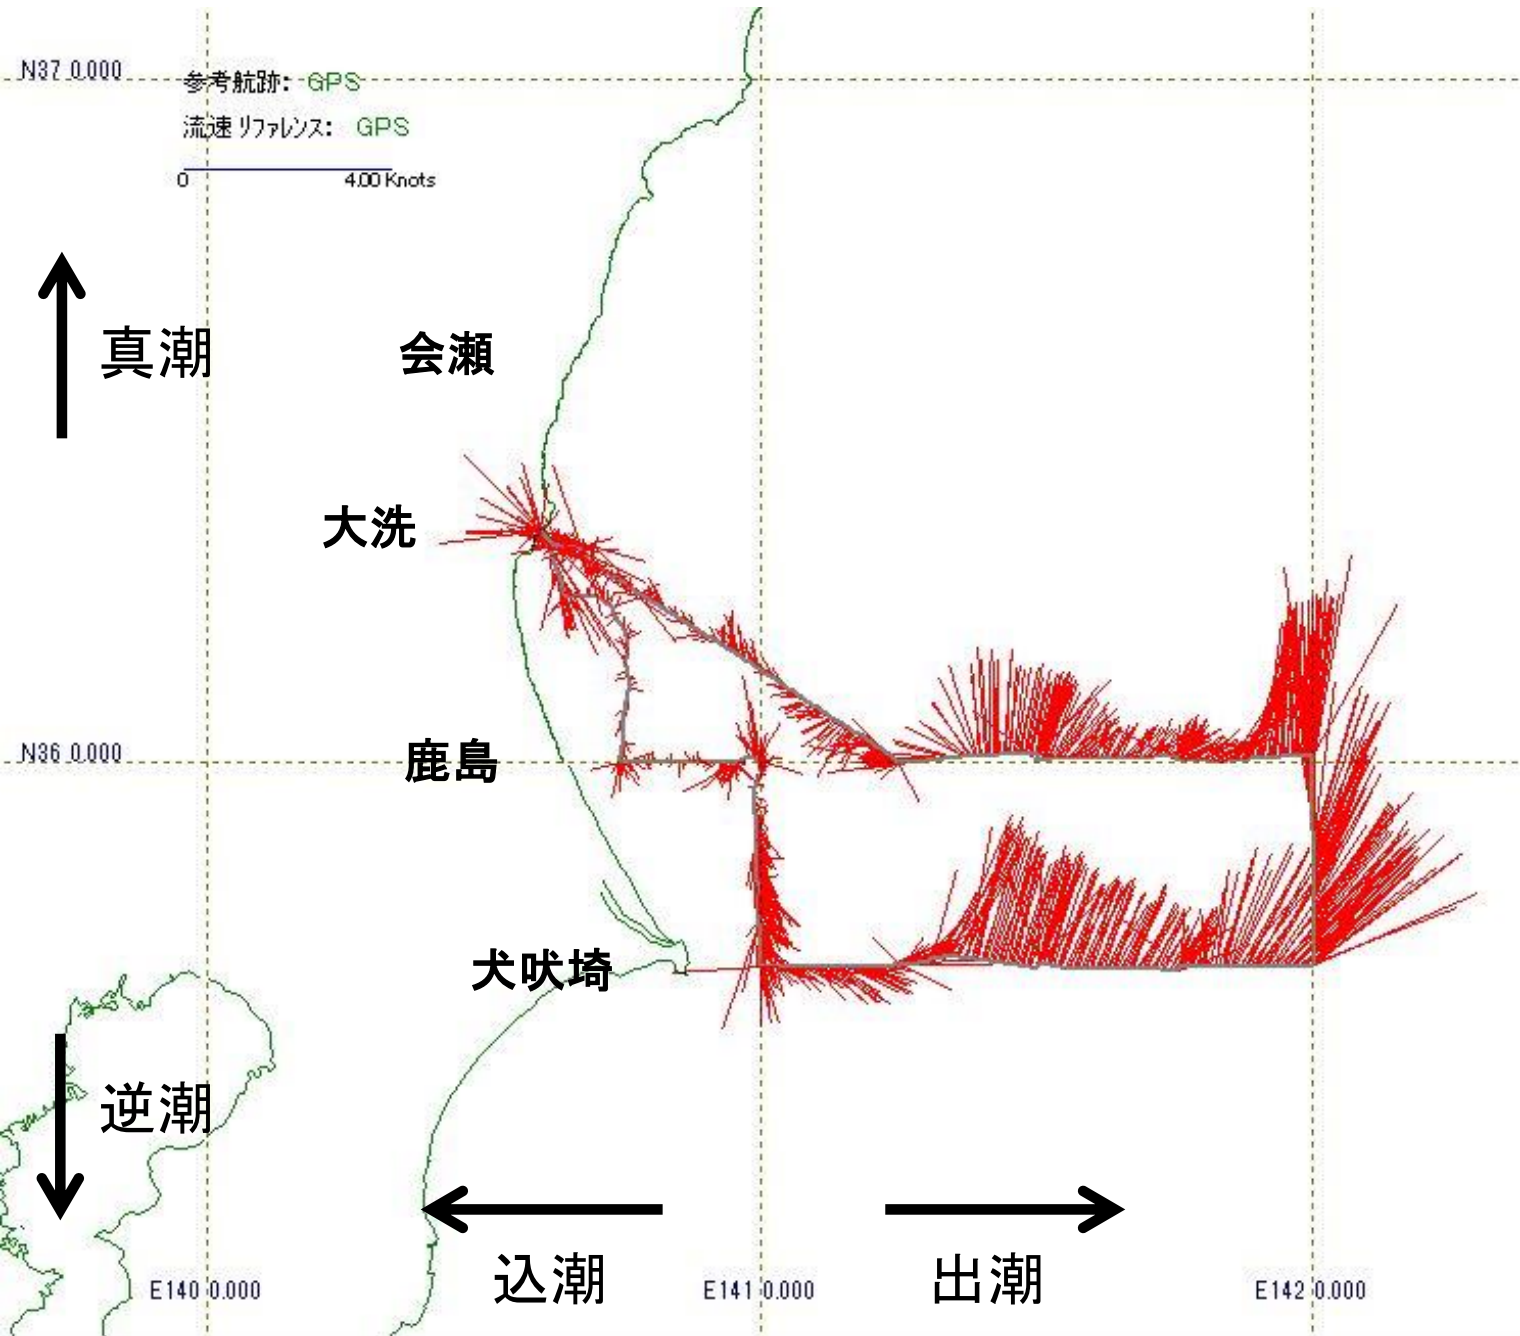 N37 0.000
参考航跡: GPS
流速 リファレンス: GPS
0 4.00 Knots
真潮
会瀬
大洗
N36 0.000
鹿島
犬吠埼
逆潮
込潮
出潮
E140 0.000
E141 0.000
E142 0.000